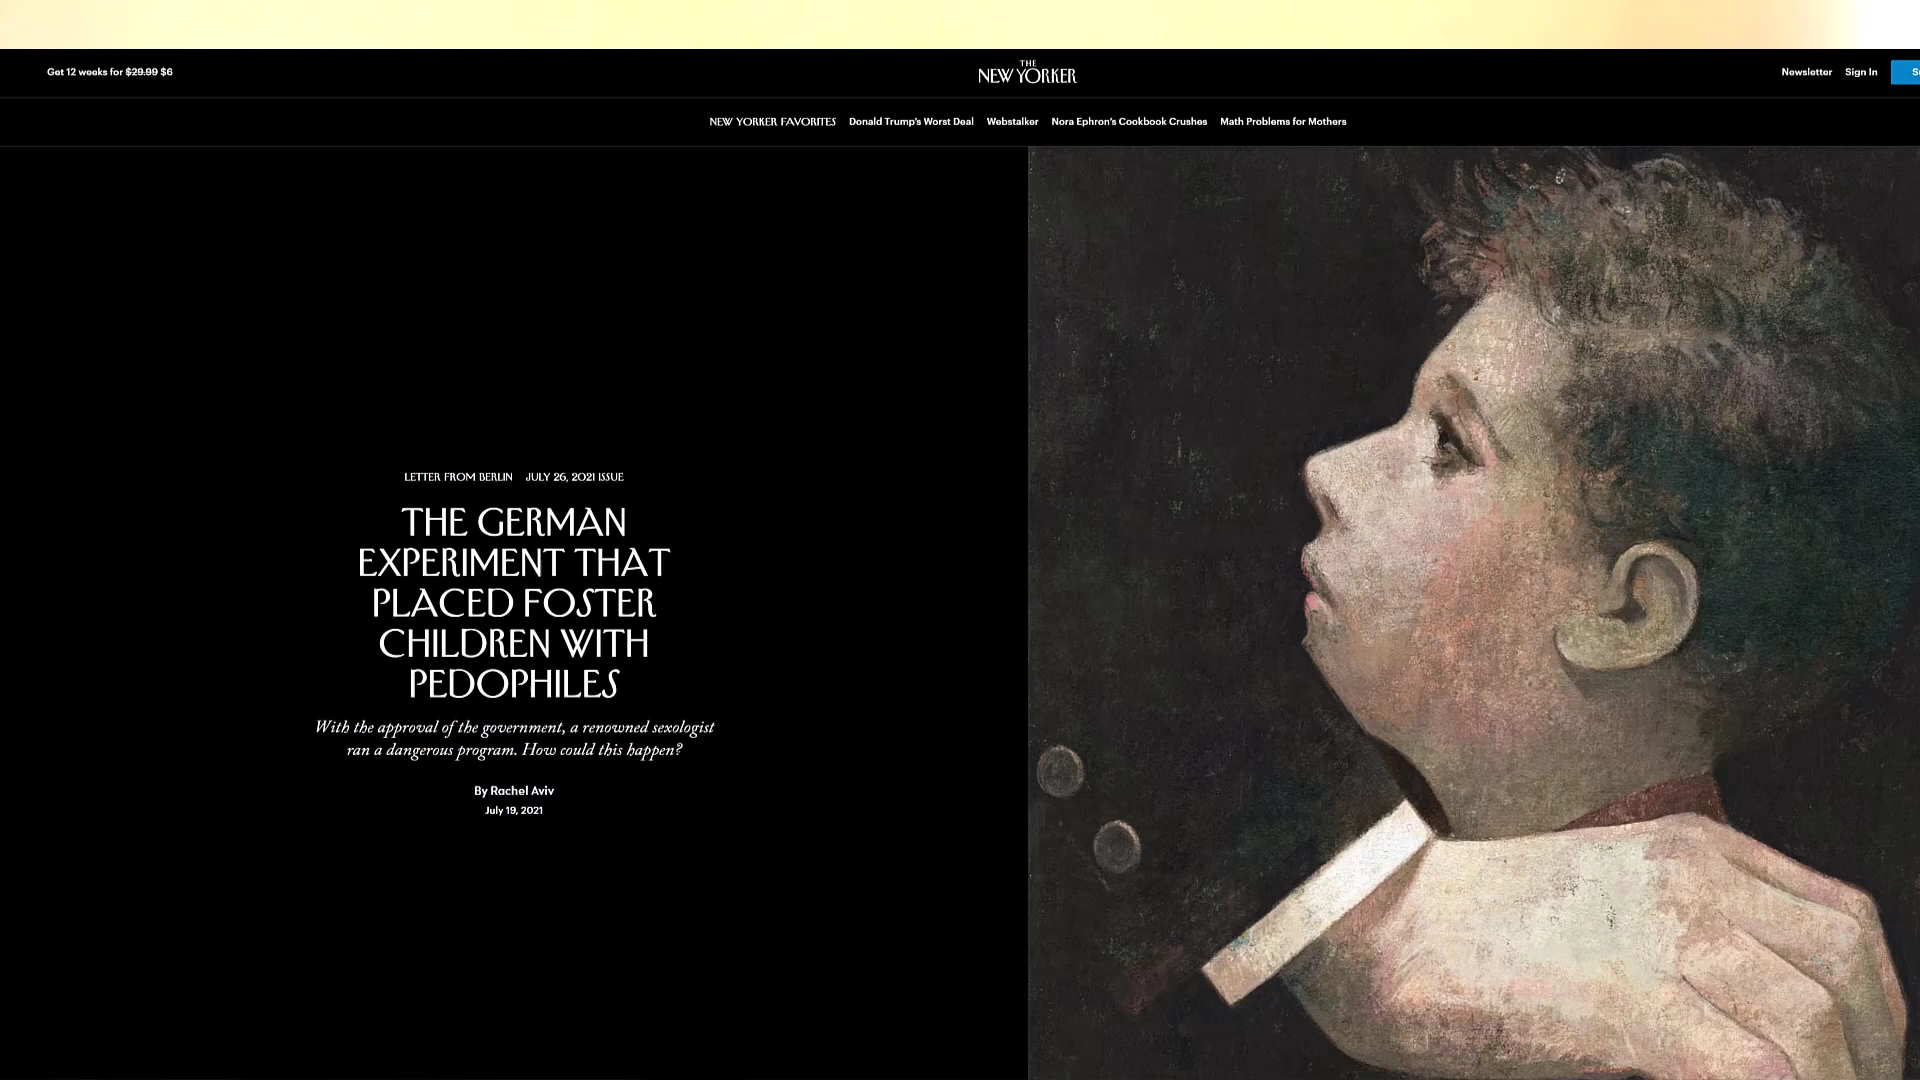 Get 12 weeks for $29.99 $6
THE
NEW YORKER
Newsletter Sign In
NEW YORKER FAVORITES Donald Trump's Worst Deal Webstalker Nora Ephron's Cookbook Crushes Math Problems for Mothers
LETTER FROM BERLIN JULY 26, 2021 ISSUE
THE GERMAN
EXPERIMENT THAT
PLACED FOSTER
CHILDREN WITH
PEDOPHILES
With the approval of the government, a renowned sexologist
ran a dangerous program. How could this happen?
By Rachel Aviv
July 19, 2021